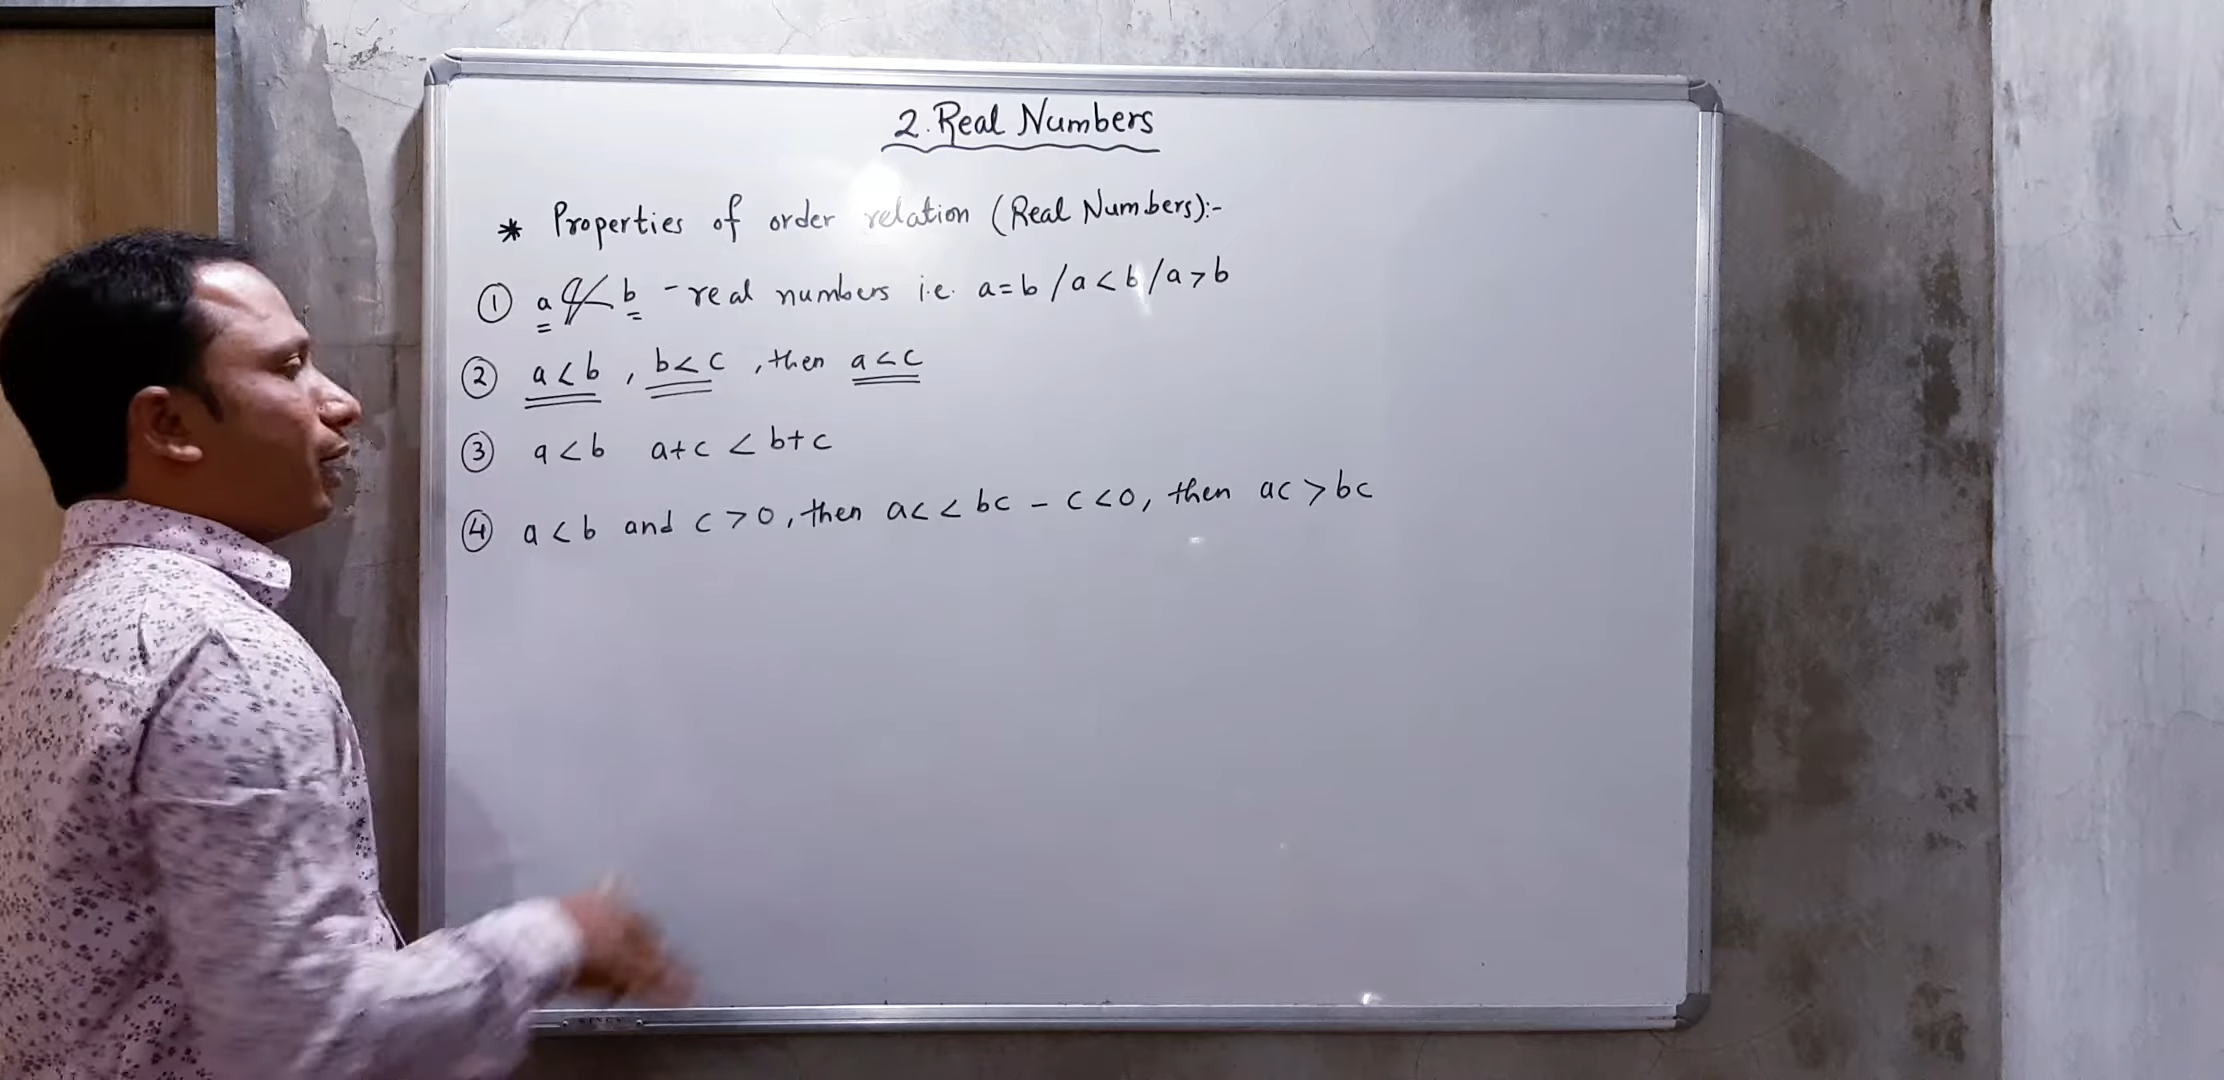 2. Real Numbers
* Properties of order relation (Real Numbers):-
① a & b - real numbers i.e. a=b / a<b / a>b
② a<b , b<c , then a<c
③ a<b a+c < b+c
④ a<b and c>0, then ac < bc - c<0, then ac > bc